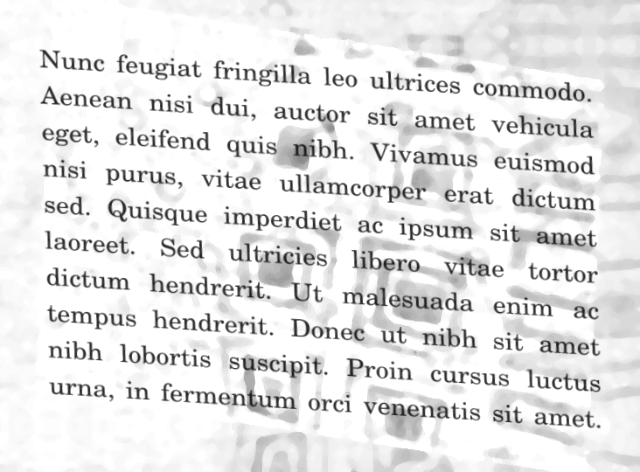 Nunc feugiat fringilla leo ultrices commodo.
Aenean nisi dui, auctor sit amet vehicula
eget, eleifend quis nibh. Vivamus euismod
nisi purus, vitae ullamcorper erat dictum
sed. Quisque imperdiet ac ipsum sit amet
laoreet. Sed ultricies libero vitae tortor
dictum hendrerit. Ut malesuada enim ac
tempus hendrerit. Donec ut nibh sit amet
nibh lobortis suscipit. Proin cursus luctus
urna, in fermentum orci venenatis sit amet.